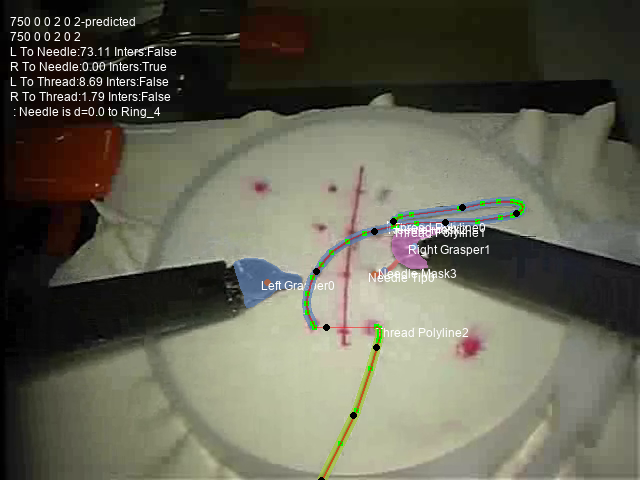 750 0 0 2 0 2-predicted
750 0 0 2 0 2
L To Needle:73.11 Inters:False
R To Needle:0.00 Inters:True
L To Thread:8.69 Inters:False
R To Thread:1.79 Inters:False
: Needle is d=0.0 to Ring_4
Thread Polyline1
Right Grasper1
Needle Mask3
Needle Tip0
Left Grasper0
Thread Polyline2